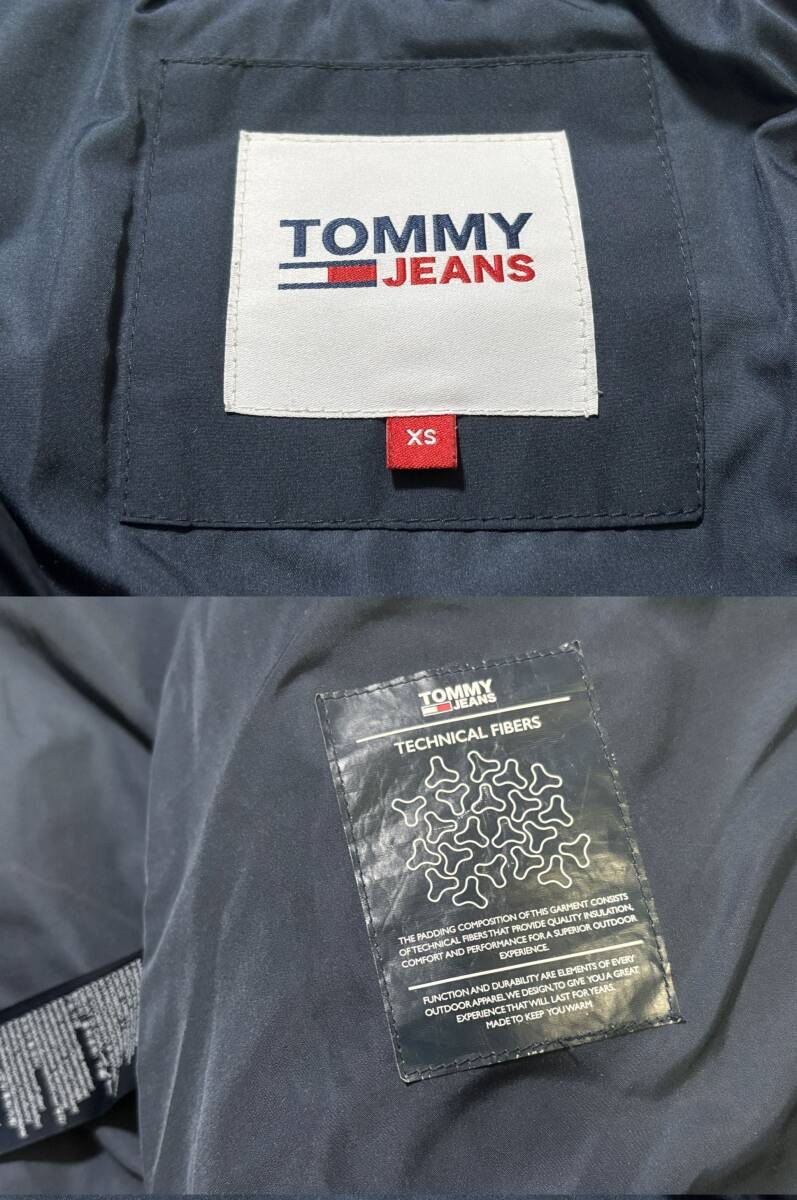 TOMMY
JEANS
XS
TOMMY
JEANS
TECHNICAL FIBERS
THE PADDING COMPOSITION OF THIS GARMENT CONSISTS
OF TECHNICAL FIBERS THAT PROVIDE QUALITY INSULATION,
COMFORT AND PERFORMANCE FOR A SUPERIOR OUTDOOR
EXPERIENCE.
FUNCTION AND DURABILITY ARE ELEMENTS OF EVERY
OUTDOOR APPAREL WE DESIGN, TO GIVE YOU A GREAT
EXPERIENCE THAT WILL LAST FOR YEARS.
MADE TO KEEP YOU WARM